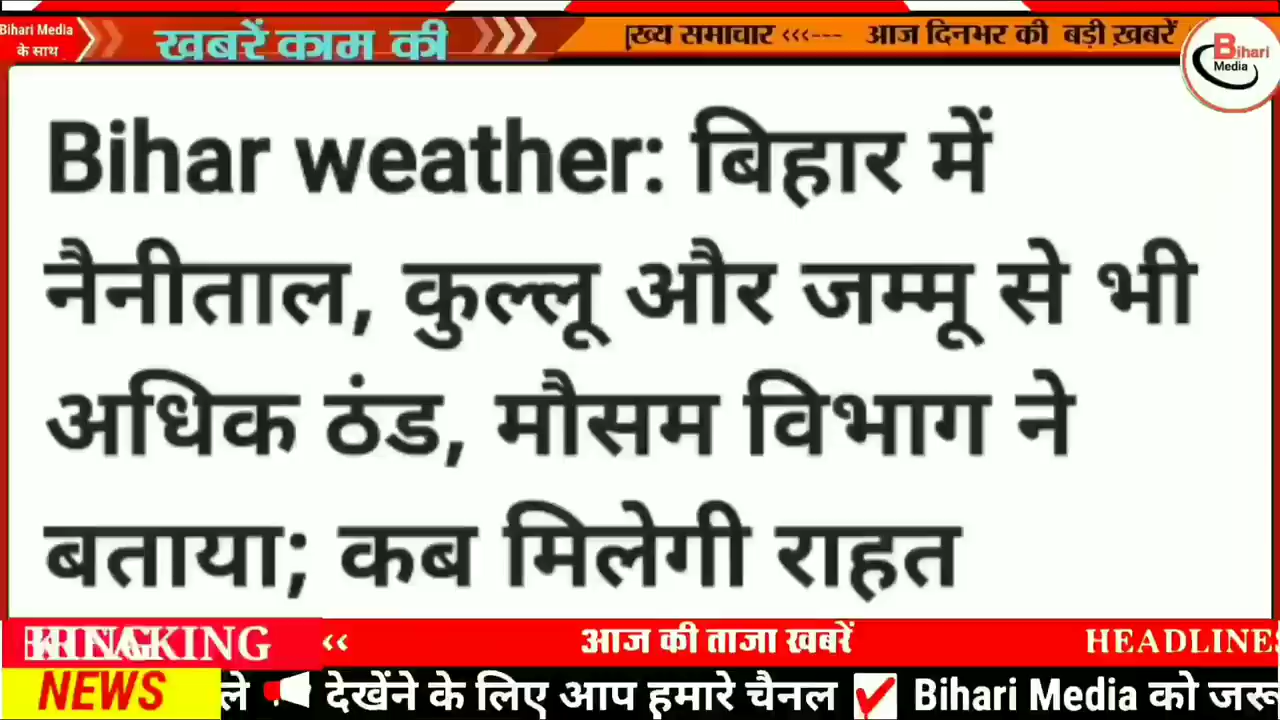 Bihari Media
के साथ
खबरें काम की
ख्य समाचार <<<--- आज दिनभर की बड़ी ख़बरें
Bihari
Media
Bihar weather: बिहार में
नैनीताल, कुल्लू और जम्मू से भी
अधिक ठंड, मौसम विभाग ने
बताया; कब मिलेगी राहत
<< आज की ताजा खबरें HEADLINES
NEWS ले देखेंने के लिए आप हमारे चैनल Bihari Media को जरू